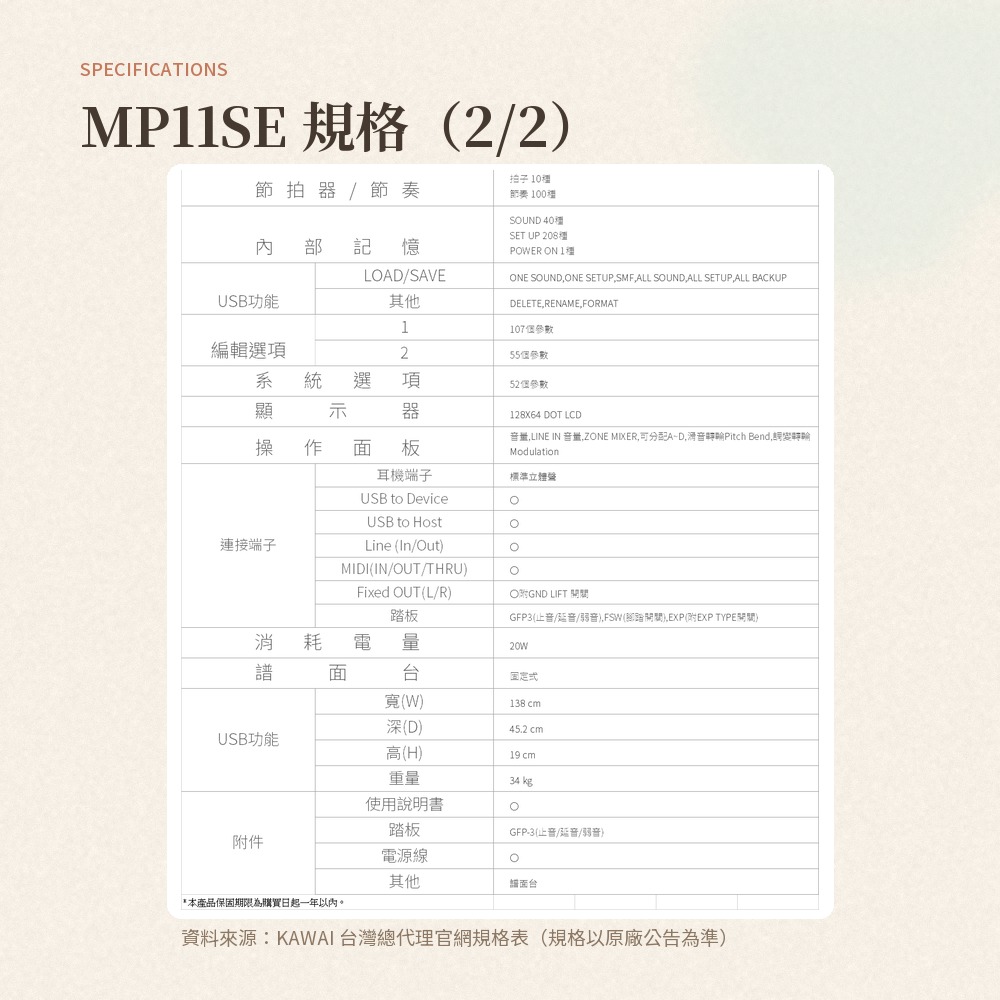 SPECIFICATIONS
MP11SE 規格（2/2）
節拍器/節奏
拍子 10種
節奏 100種
內部記憶
SOUND 40種
SET UP 208種
POWER ON 1種
USB功能
LOAD/SAVE
ONE SOUND,ONE SETUP,SMF,ALL SOUND,ALL SETUP,ALL BACKUP
其他
DELETE,RENAME,FORMAT
編輯選項
1
107個參數
2
55個參數
系統選項
52個參數
顯示器
128X64 DOT LCD
操作面板
音量,LINE IN 音量,ZONE MIXER,可分配A~D,滑音轉輪Pitch Bend,調變轉輪
Modulation
連接端子
耳機端子
標準立體聲
USB to Device
○
USB to Host
○
Line (In/Out)
○
MIDI(IN/OUT/THRU)
○
Fixed OUT(L/R)
○附GND LIFT 開關
踏板
GFP3(止音/延音/弱音),FSW(腳踏開關),EXP(附EXP TYPE開關)
消耗電量
20W
譜面台
固定式
USB功能
寬(W)
138 cm
深(D)
45.2 cm
高(H)
19 cm
重量
34 kg
附件
使用說明書
○
踏板
GFP-3(止音/延音/弱音)
電源線
○
其他
譜面台
*本產品保固期限為購買日起一年以內。
資料來源：KAWAI 台灣總代理官網規格表（規格以原廠公告為準）